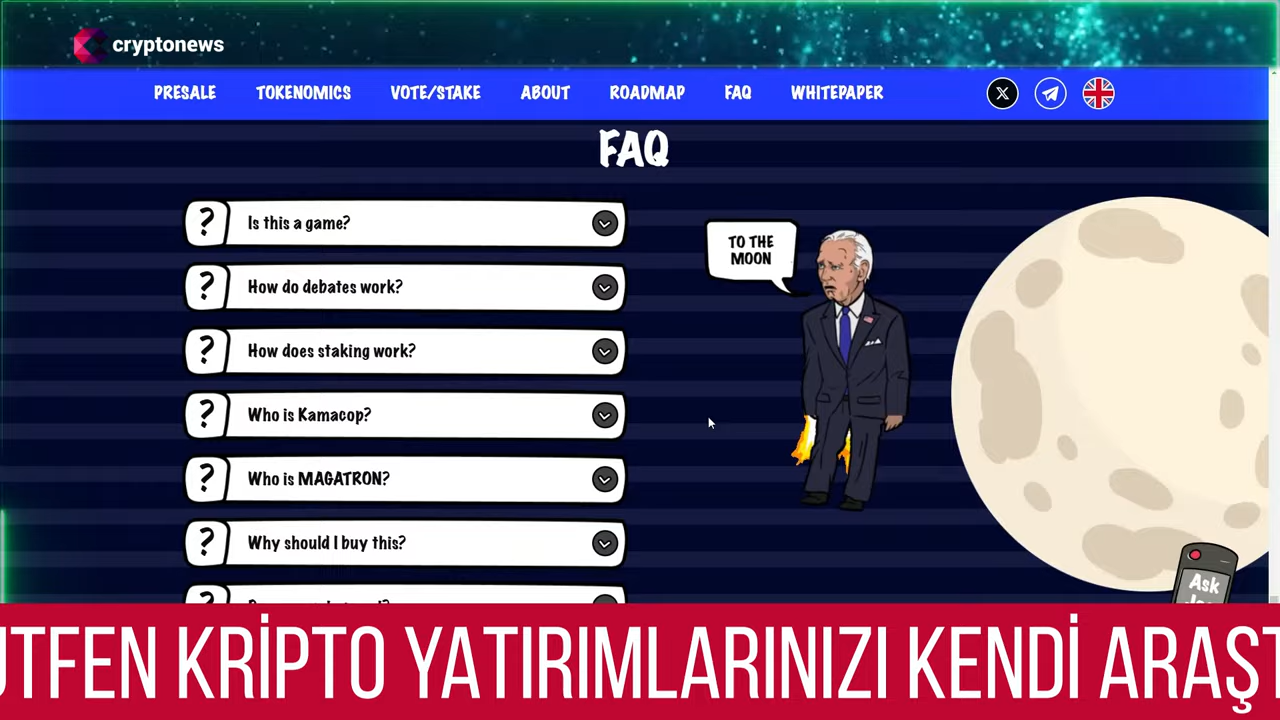 cryptonews
PRESALE TOKENOMICS VOTE/STAKE ABOUT ROADMAP FAQ WHITEPAPER
FAQ
? Is this a game?
? How do debates work?
? How does staking work?
? Who is Kamacop?
? Who is MAGATRON?
? Why should I buy this?
TO THE
MOON
Ask
UTFEN KRİPTO YATIRIMLARINIZI KENDİ ARAŞT